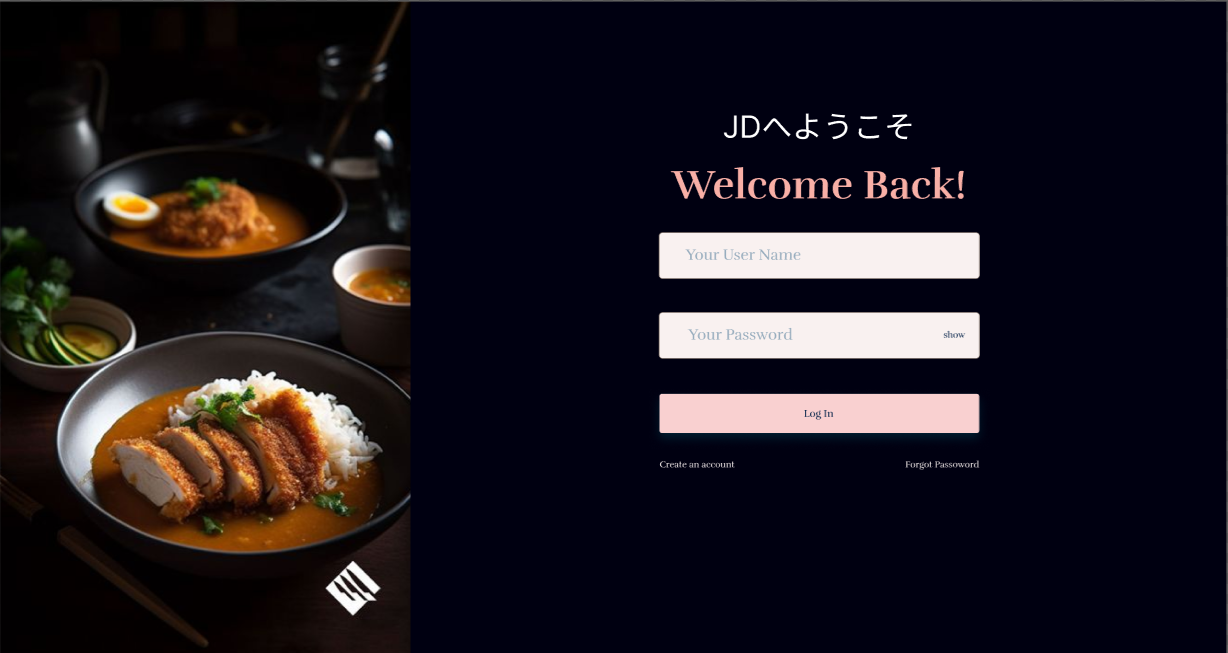 JDへようこそ
Welcome Back!
Your User Name
Your Password
show
Log In
Create an account
Forgot Passoword